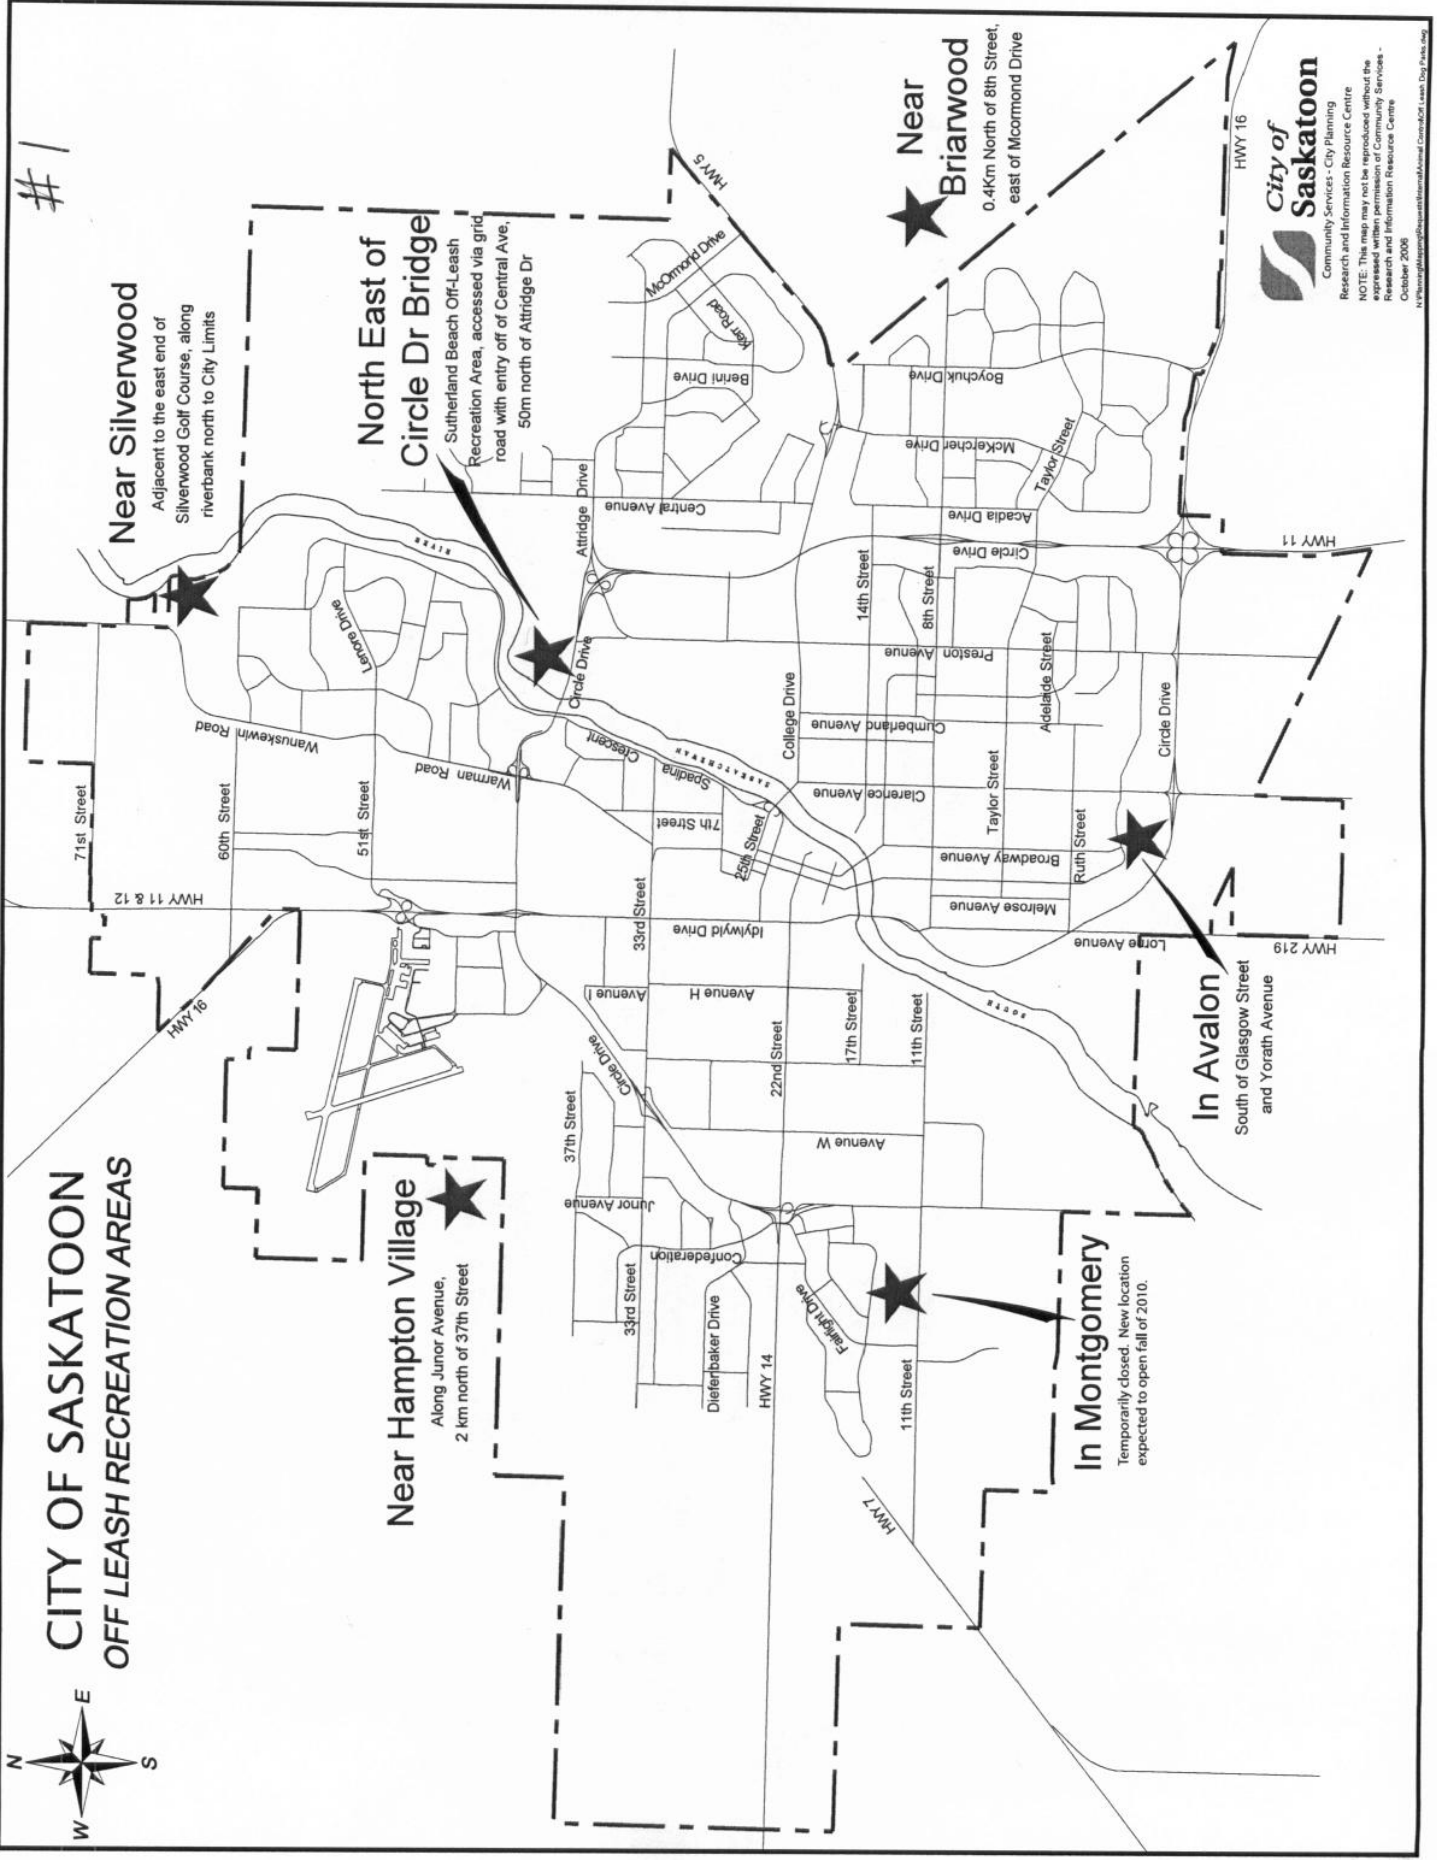 # 1
CITY OF SASKATOON
OFF LEASH RECREATION AREAS
N
W
E
S
Near Silverwood
Adjacent to the east end of
Silverwood Golf Course, along
riverbank north to City Limits
North East of
Circle Dr Bridge
Sutherland Beach Off-Leash
Recreation Area, accessed via grid
road with entry off of Central Ave,
50m north of Attridge Dr
Near
Briarwood
0.4Km North of 8th Street,
east of Mcormond Drive
Near Hampton Village
Along Junor Avenue,
2 km north of 37th Street
In Montgomery
Temporarily closed. New location
expected to open fall of 2010.
In Avalon
South of Glasgow Street
and Yorath Avenue
71st Street
60th Street
51st Street
HWY 11 & 12
HWY 16
Wanuskewin Road
Warman Road
Lenore Drive
RIVER
Circle Drive
Attridge Drive
Central Avenue
Berini Drive
Kerr Road
McOrmond Drive
HWY 5
Spadina
Crescent
SASKATCHEWAN
7th Street
25th Street
33rd Street
Idylwyld Drive
Avenue I
Avenue H
Circle Drive
37th Street
Junor Avenue
33rd Street
Confederation
Diefenbaker Drive
HWY 14
22nd Street
17th Street
11th Street
Avenue W
Fairlight Drive
11th Street
HWY 7
College Drive
14th Street
8th Street
Preston Avenue
Cumberland Avenue
Clarence Avenue
Broadway Avenue
Melrose Avenue
Taylor Street
Adelaide Street
Ruth Street
Circle Drive
Lorne Avenue
SOUTH
HWY 219
Boychuk Drive
McKercher Drive
Taylor Street
Acadia Drive
Circle Drive
HWY 11
HWY 16
City of
Saskatoon
Community Services - City Planning
Research and Information Resource Centre
NOTE: This map may not be reproduced without the
expressed written permission of Community Services -
Research and Information Resource Centre
October 2006